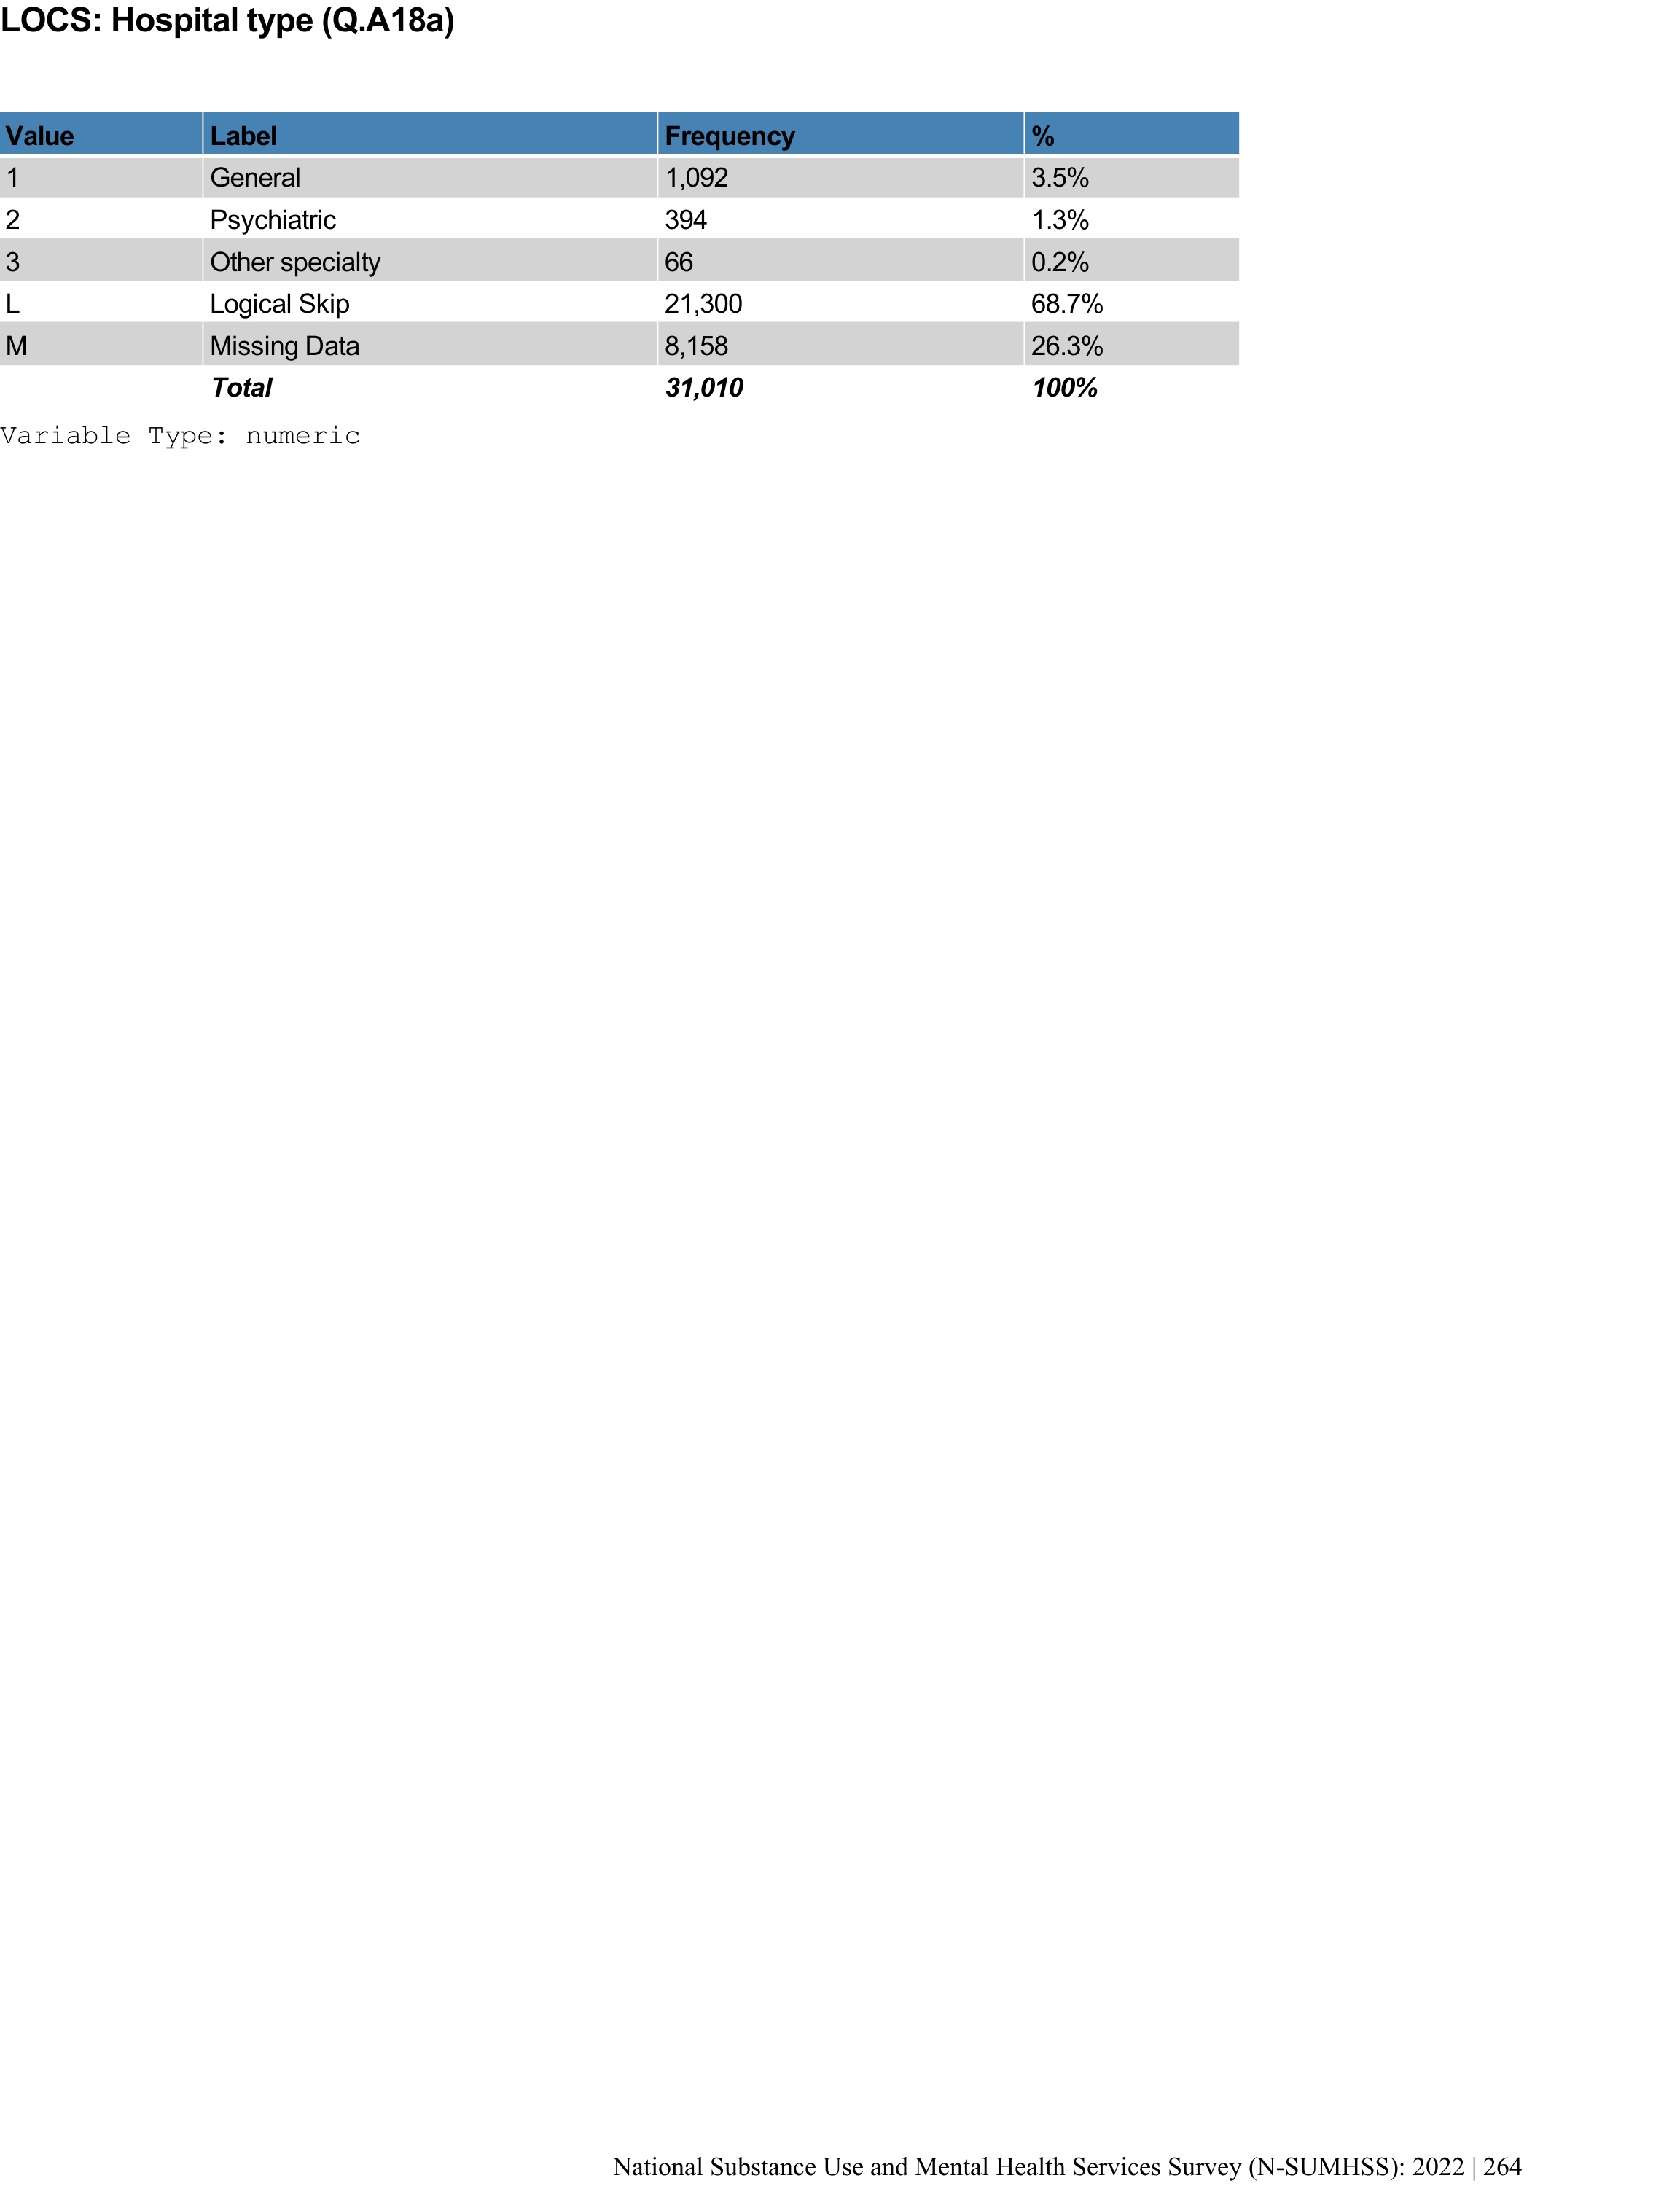 LOCS: Hospital type (Q.A18a)
Value Label Frequency %
1 General 1,092 3.5%
2 Psychiatric 394 1.3%
3 Other specialty 66 0.2%
L Logical Skip 21,300 68.7%
M Missing Data 8,158 26.3%
Total 31,010 100%
Variable Type: numeric
National Substance Use and Mental Health Services Survey (N-SUMHSS): 2022 | 264